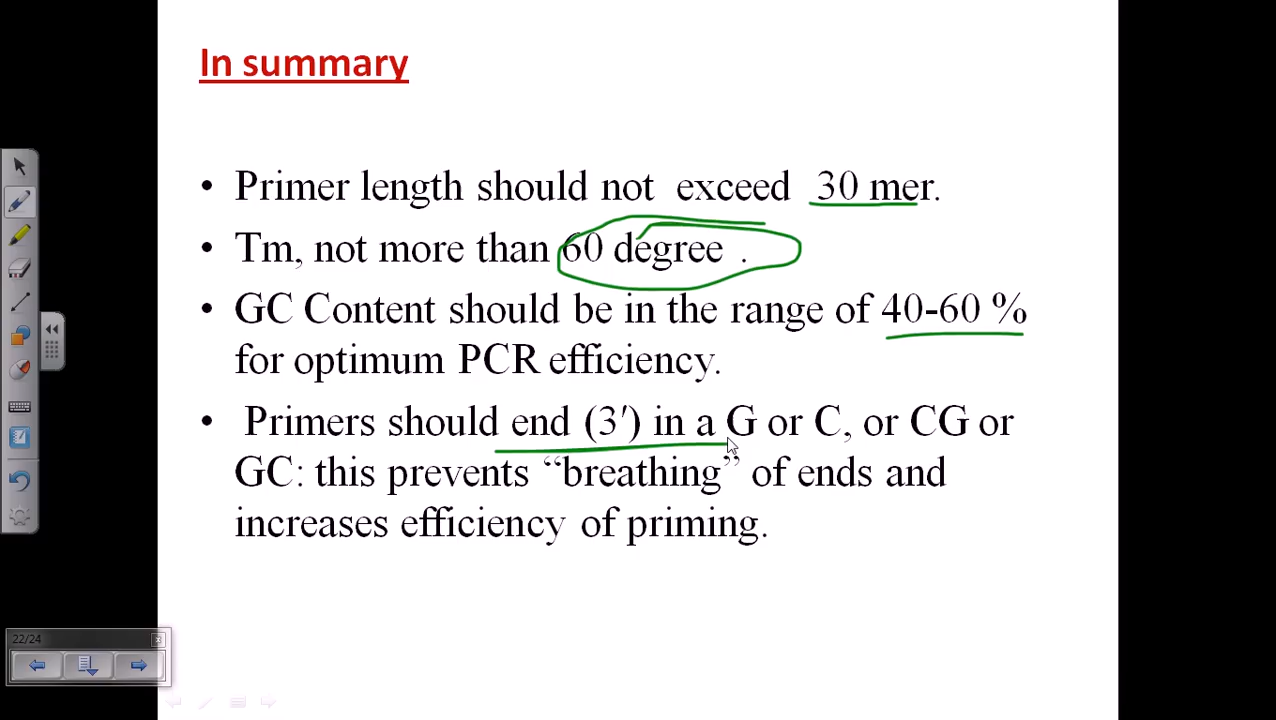 In summary
• Primer length should not exceed 30 mer.
• Tm, not more than 60 degree .
• GC Content should be in the range of 40-60 %
for optimum PCR efficiency.
• Primers should end (3′) in a G or C, or CG or
GC: this prevents “breathing” of ends and
increases efficiency of priming.
22/24